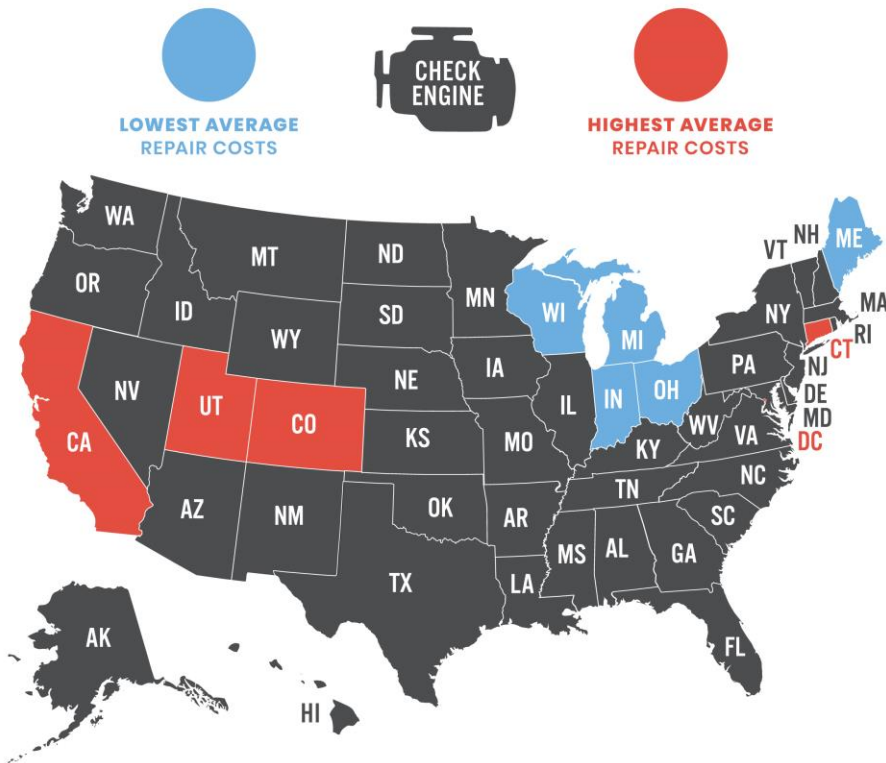 CHECK
ENGINE
LOWEST AVERAGE
REPAIR COSTS
HIGHEST AVERAGE
REPAIR COSTS
WA
MT
ND
MN
VT
NH
ME
OR
ID
SD
WI
MI
NY
MA
WY
RI
CT
NV
UT
CO
NE
IA
IL
IN
OH
PA
NJ
DE
MD
DC
CA
KS
MO
KY
WV
VA
AZ
NM
OK
AR
TN
NC
SC
TX
LA
MS
AL
GA
FL
AK
HI